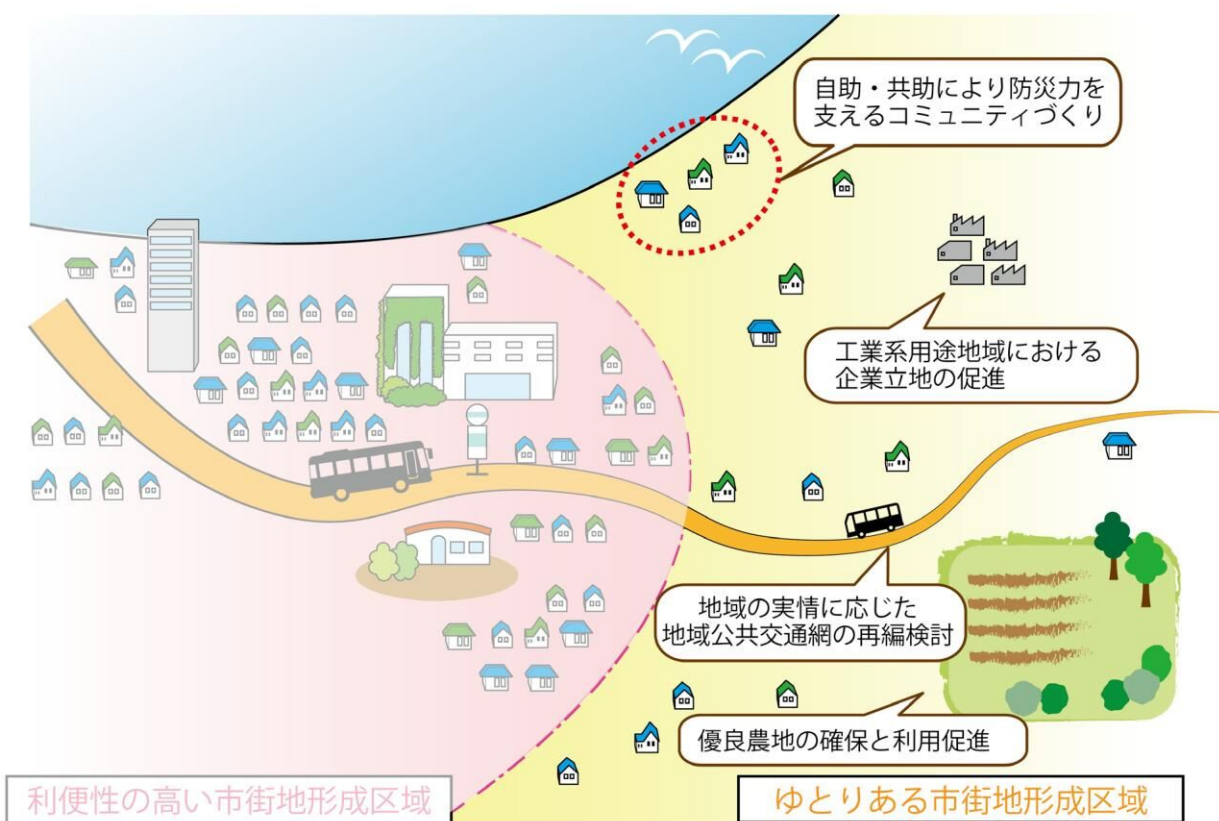 自助・共助により防災力を
支えるコミュニティづくり
工業系用途地域における
企業立地の促進
地域の実情に応じた
地域公共交通網の再編検討
優良農地の確保と利用促進
利便性の高い市街地形成区域
ゆとりある市街地形成区域